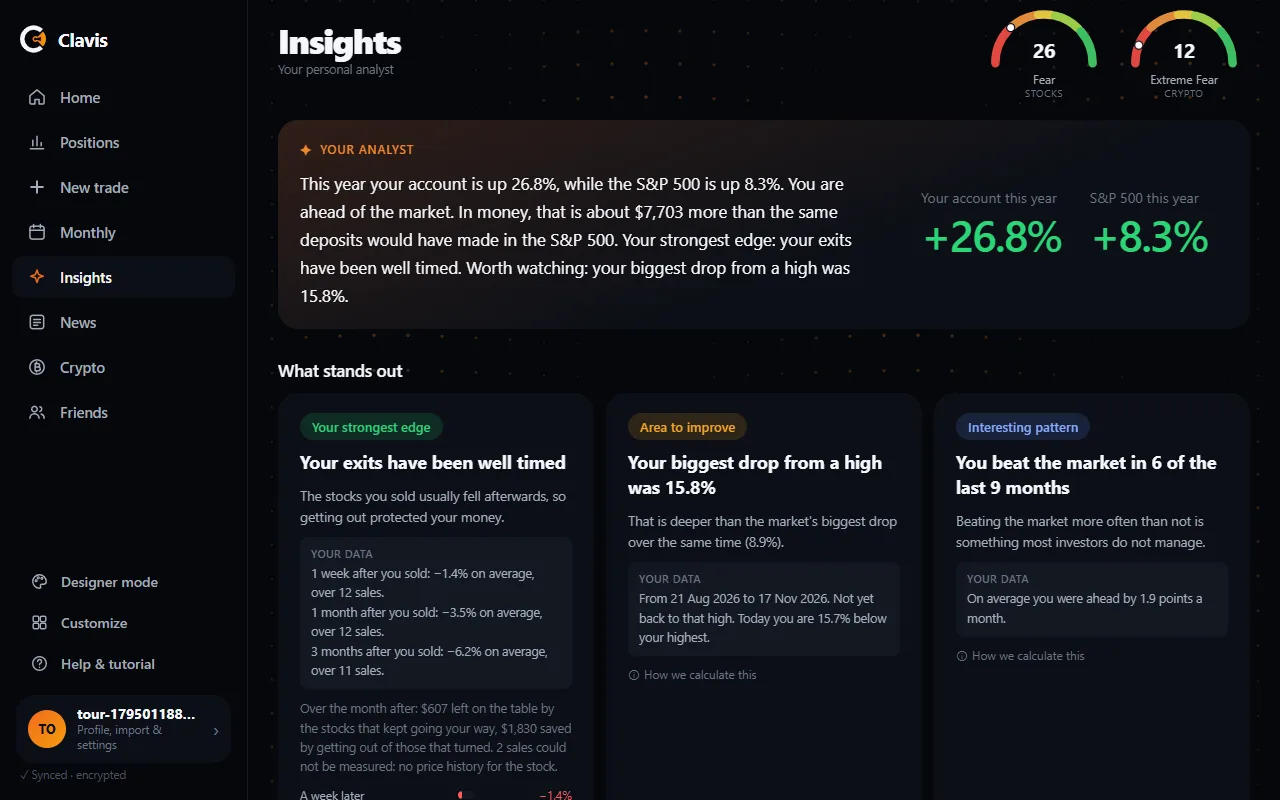 Clavis
Home
Positions
New trade
Monthly
Insights
News
Crypto
Friends
Designer mode
Customize
Help & tutorial
TO
tour-179501188...
Profile, import &
settings
✓ Synced · encrypted
Insights
Your personal analyst
26
Fear
STOCKS
12
Extreme Fear
CRYPTO
YOUR ANALYST
This year your account is up 26.8%, while the S&P 500 is up 8.3%. You are
ahead of the market. In money, that is about $7,703 more than the same
deposits would have made in the S&P 500. Your strongest edge: your exits
have been well timed. Worth watching: your biggest drop from a high was
15.8%.
Your account this year
+26.8%
S&P 500 this year
+8.3%
What stands out
Your strongest edge
Your exits have been well timed
The stocks you sold usually fell afterwards, so
getting out protected your money.
YOUR DATA
1 week after you sold: −1.4% on average,
over 12 sales.
1 month after you sold: −3.5% on average,
over 12 sales.
3 months after you sold: −6.2% on average,
over 11 sales.
Over the month after: $607 left on the table by
the stocks that kept going your way, $1,830 saved
by getting out of those that turned. 2 sales could
not be measured: no price history for the stock.
A week later −1.4%
Area to improve
Your biggest drop from a high
was 15.8%
That is deeper than the market's biggest drop
over the same time (8.9%).
YOUR DATA
From 21 Aug 2026 to 17 Nov 2026. Not yet
back to that high. Today you are 15.7% below
your highest.
How we calculate this
Interesting pattern
You beat the market in 6 of the
last 9 months
Beating the market more often than not is
something most investors do not manage.
YOUR DATA
On average you were ahead by 1.9 points a
month.
How we calculate this